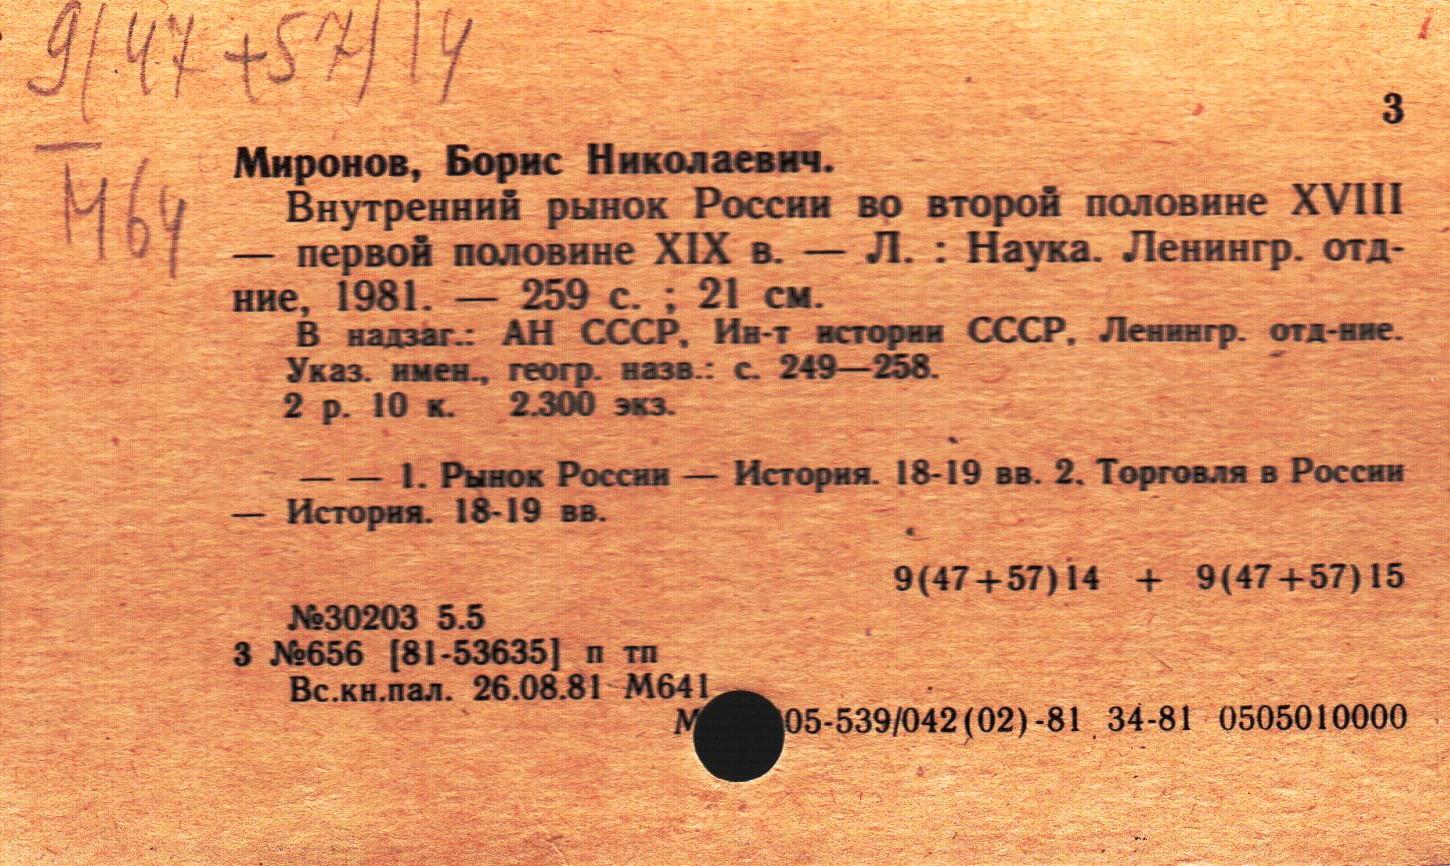 9(47+57)14
М64
3
Миронов, Борис Николаевич.
Внутренний рынок России во второй половине XVIII
— первой половине XIX в. — Л. : Наука. Ленингр. отд-
ние, 1981. — 259 с. ; 21 см.
В надзаг.: АН СССР, Ин-т истории СССР, Ленингр. отд-ние.
Указ. имен., геогр. назв.: с. 249—258.
2 р. 10 к. 2.300 экз.
— — 1. Рынок России — История. 18-19 вв. 2. Торговля в России
— История. 18-19 вв.
9(47+57)14 + 9(47+57)15
№30203 5.5
3 №656 [81-53635] п тп
Вс.кн.пал. 26.08.81 М641
05-539/042(02)-81 34-81 0505010000